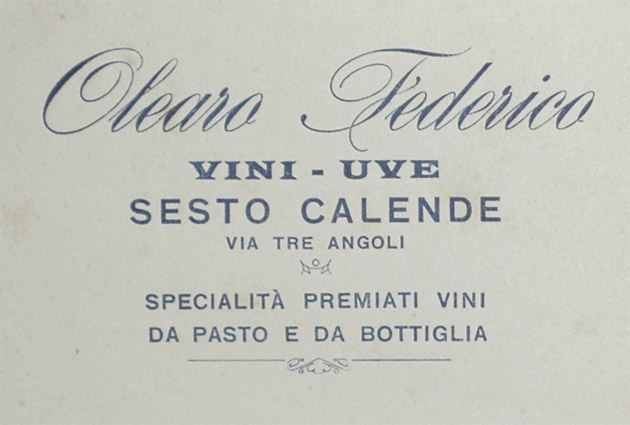 Olearo Federico
VINI - UVE
SESTO CALENDE
VIA TRE ANGOLI
SPECIALITÀ PREMIATI VINI
DA PASTO E DA BOTTIGLIA